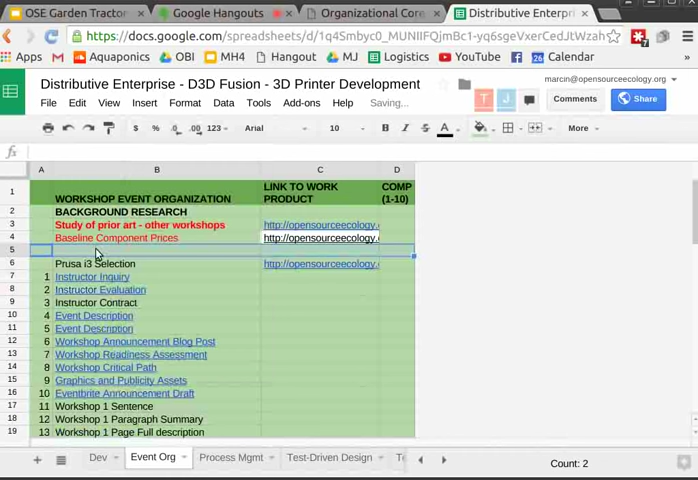 OSE Garden Tractor
Google Hangouts
Organizational Core
Distributive Enterpri
https://docs.google.com/spreadsheets/d/1q4Smbyc0_MUNIIFQjmBc1-yq6sgeVxerCedJtWzah
Apps
M
Aquaponics
OBI
MH4
Hangout
MJ
LogicCritique
YouTube
F
Calendar
Distributive Enterprise - D3D Fusion - 3D Printer Development
marcin@opensourceecology.org
File Edit View Insert Format Data Tools Add-ons Help Saving...
T J Comments Share
$ % .0 .00 123 Arial 10 B I S A More
fx
A B C D
1 WORKSHOP EVENT ORGANIZATION LINK TO WORK PRODUCT COMP (1-10)
2 BACKGROUND RESEARCH
3 Study of prior art - other workshops http://opensourceecology.
4 Baseline Component Prices http://opensourceecology.
5
6 Prusa i3 Selection http://opensourceecology.
7 1 Instructor Inquiry
8 2 Instructor Evaluation
9 3 Instructor Contract
10 4 Event Description
11 5 Event Description
12 6 Workshop Announcement Blog Post
13 7 Workshop Readiness Assessment
14 8 Workshop Critical Path
15 9 Graphics and Publicity Assets
16 10 Eventbrite Announcement Draft
17 11 Workshop 1 Sentence
18 12 Workshop 1 Paragraph Summary
19 13 Workshop 1 Page Full description
+ Dev Event Org Process Mgmt Test-Driven Design
Count: 2